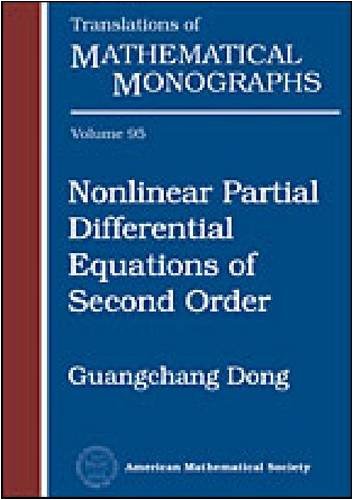 Translations of
MATHEMATICAL
MONOGRAPHS
Volume 95
Nonlinear Partial
Differential
Equations of
Second Order
Guangchang Dong
American Mathematical Society